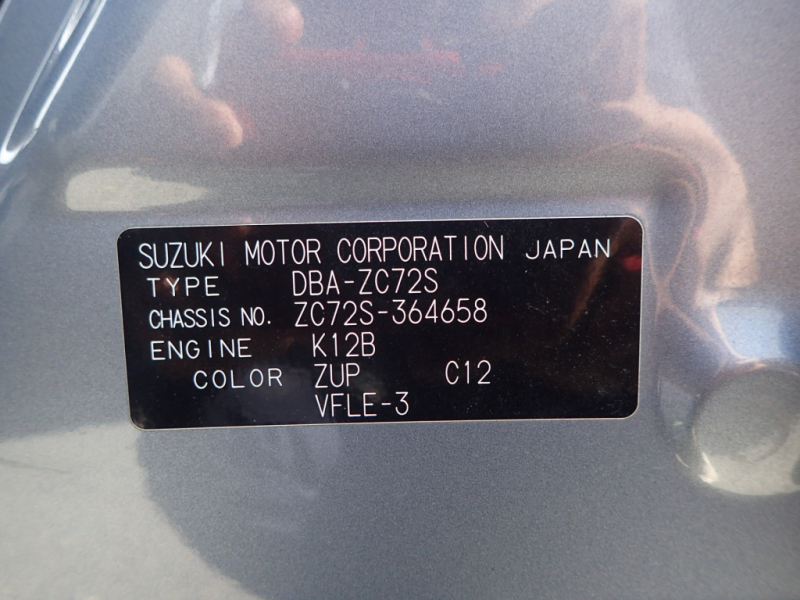 SUZUKI MOTOR CORPORATION JAPAN
TYPE DBA-ZC72S
CHASSIS NO. ZC72S-364658
ENGINE K12B
COLOR ZUP C12
VFLE-3